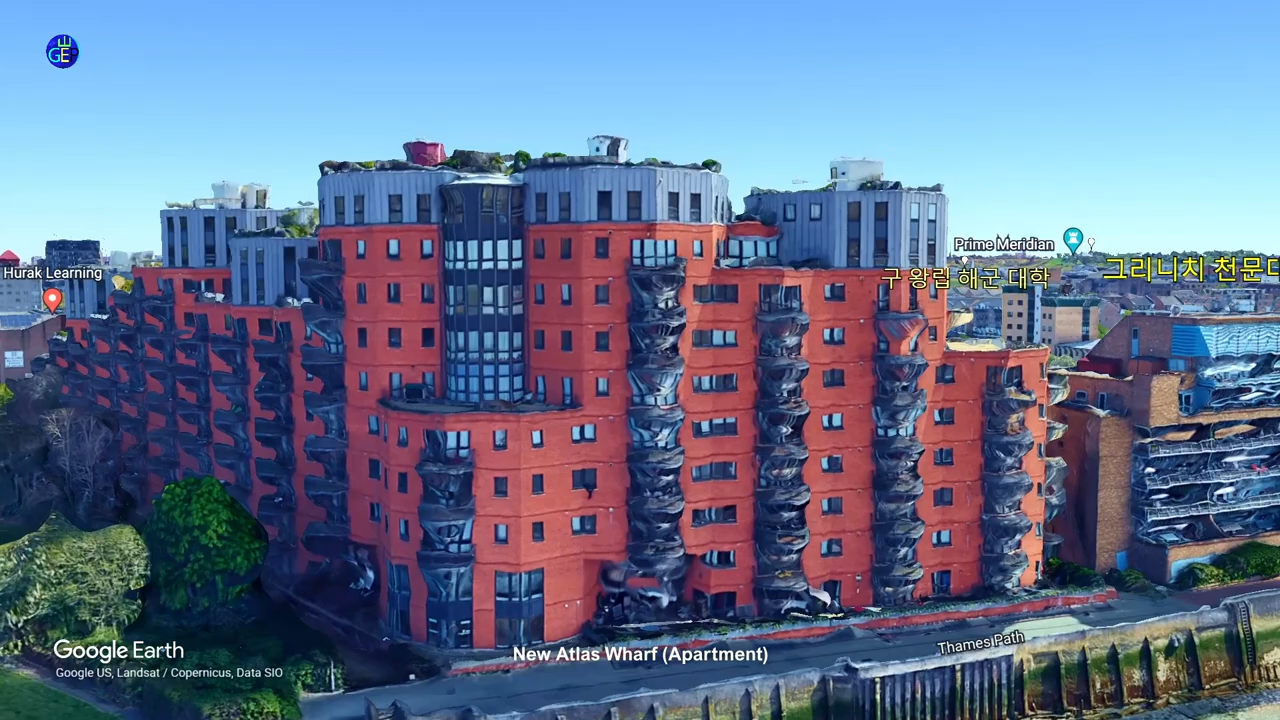 GEP
Prime Meridian
Hurak Learning
구 왕립 해군 대학
그리니치 천문대
Thames Path
Google Earth
New Atlas Wharf (Apartment)
Google US, Landsat / Copernicus, Data SIO